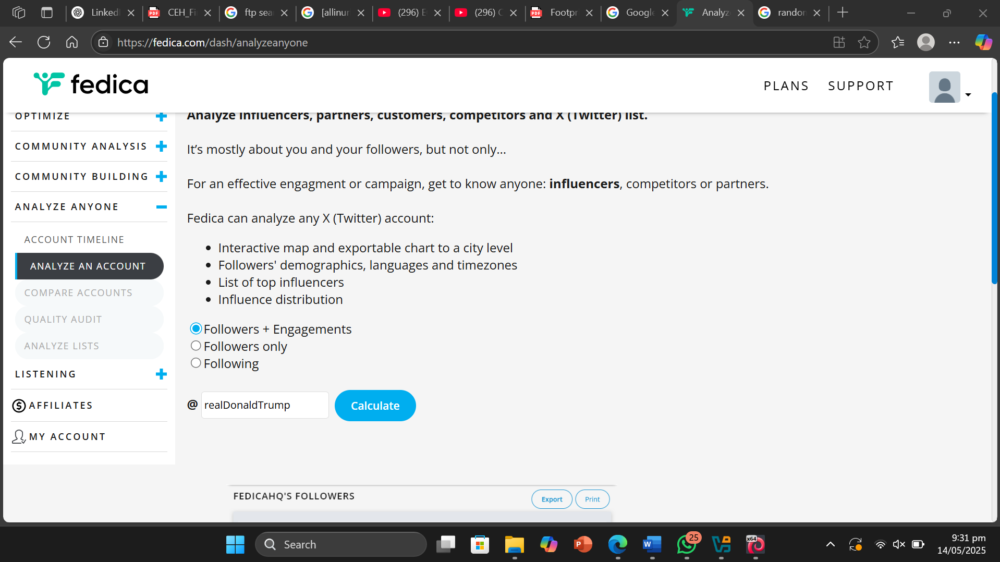 LinkedI
CEH_Fi
ftp sea
[allinurl
(296) E
(296) C
Footpr
Google
Analyze
random
https://fedica.com/dash/analyzeanyone
fedica
PLANS
SUPPORT
OPTIMIZE
COMMUNITY ANALYSIS
COMMUNITY BUILDING
ANALYZE ANYONE
ACCOUNT TIMELINE
ANALYZE AN ACCOUNT
COMPARE ACCOUNTS
QUALITY AUDIT
ANALYZE LISTS
LISTENING
AFFILIATES
MY ACCOUNT
Analyze influencers, partners, customers, competitors and X (Twitter) list.
It’s mostly about you and your followers, but not only...
For an effective engagment or campaign, get to know anyone: influencers, competitors or partners.
Fedica can analyze any X (Twitter) account:
• Interactive map and exportable chart to a city level
• Followers' demographics, languages and timezones
• List of top influencers
• Influence distribution
Followers + Engagements
Followers only
Following
@ realDonaldTrump
Calculate
FEDICAHQ'S FOLLOWERS
Export
Print
Search
25
x64
9:31 pm
14/05/2025